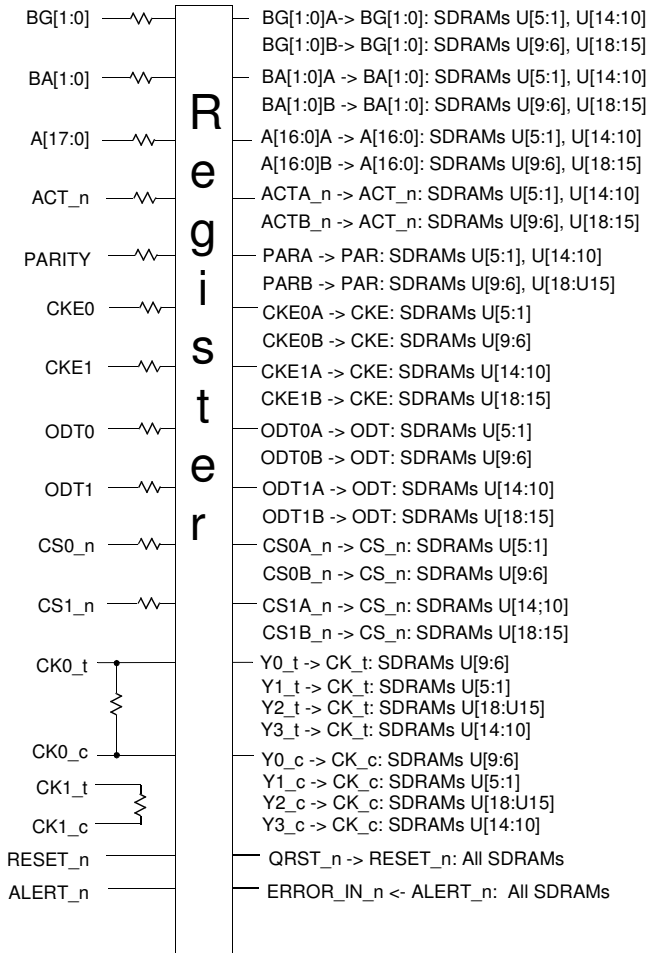 BG[1:0]
BG[1:0]A-> BG[1:0]: SDRAMs U[5:1], U[14:10]
BG[1:0]B-> BG[1:0]: SDRAMs U[9:6], U[18:15]
BA[1:0]
BA[1:0]A -> BA[1:0]: SDRAMs U[5:1], U[14:10]
BA[1:0]B -> BA[1:0]: SDRAMs U[9:6], U[18:15]
A[17:0]
A[16:0]A -> A[16:0]: SDRAMs U[5:1], U[14:10]
A[16:0]B -> A[16:0]: SDRAMs U[9:6], U[18:15]
ACT_n
ACTA_n -> ACT_n: SDRAMs U[5:1], U[14:10]
ACTB_n -> ACT_n: SDRAMs U[9:6], U[18:15]
PARITY
PARA -> PAR: SDRAMs U[5:1], U[14:10]
PARB -> PAR: SDRAMs U[9:6], U[18:U15]
CKE0
CKE0A -> CKE: SDRAMs U[5:1]
CKE0B -> CKE: SDRAMs U[9:6]
CKE1
CKE1A -> CKE: SDRAMs U[14:10]
CKE1B -> CKE: SDRAMs U[18:15]
ODT0
ODT0A -> ODT: SDRAMs U[5:1]
ODT0B -> ODT: SDRAMs U[9:6]
ODT1
ODT1A -> ODT: SDRAMs U[14:10]
ODT1B -> ODT: SDRAMs U[18:15]
CS0_n
CS0A_n -> CS_n: SDRAMs U[5:1]
CS0B_n -> CS_n: SDRAMs U[9:6]
CS1_n
CS1A_n -> CS_n: SDRAMs U[14;10]
CS1B_n -> CS_n: SDRAMs U[18:15]
CK0_t
Y0_t -> CK_t: SDRAMs U[9:6]
Y1_t -> CK_t: SDRAMs U[5:1]
Y2_t -> CK_t: SDRAMs U[18:U15]
Y3_t -> CK_t: SDRAMs U[14:10]
CK0_c
Y0_c -> CK_c: SDRAMs U[9:6]
Y1_c -> CK_c: SDRAMs U[5:1]
Y2_c -> CK_c: SDRAMs U[18:U15]
Y3_c -> CK_c: SDRAMs U[14:10]
CK1_t
CK1_c
RESET_n
QRST_n -> RESET_n: All SDRAMs
ALERT_n
ERROR_IN_n <- ALERT_n: All SDRAMs
Register